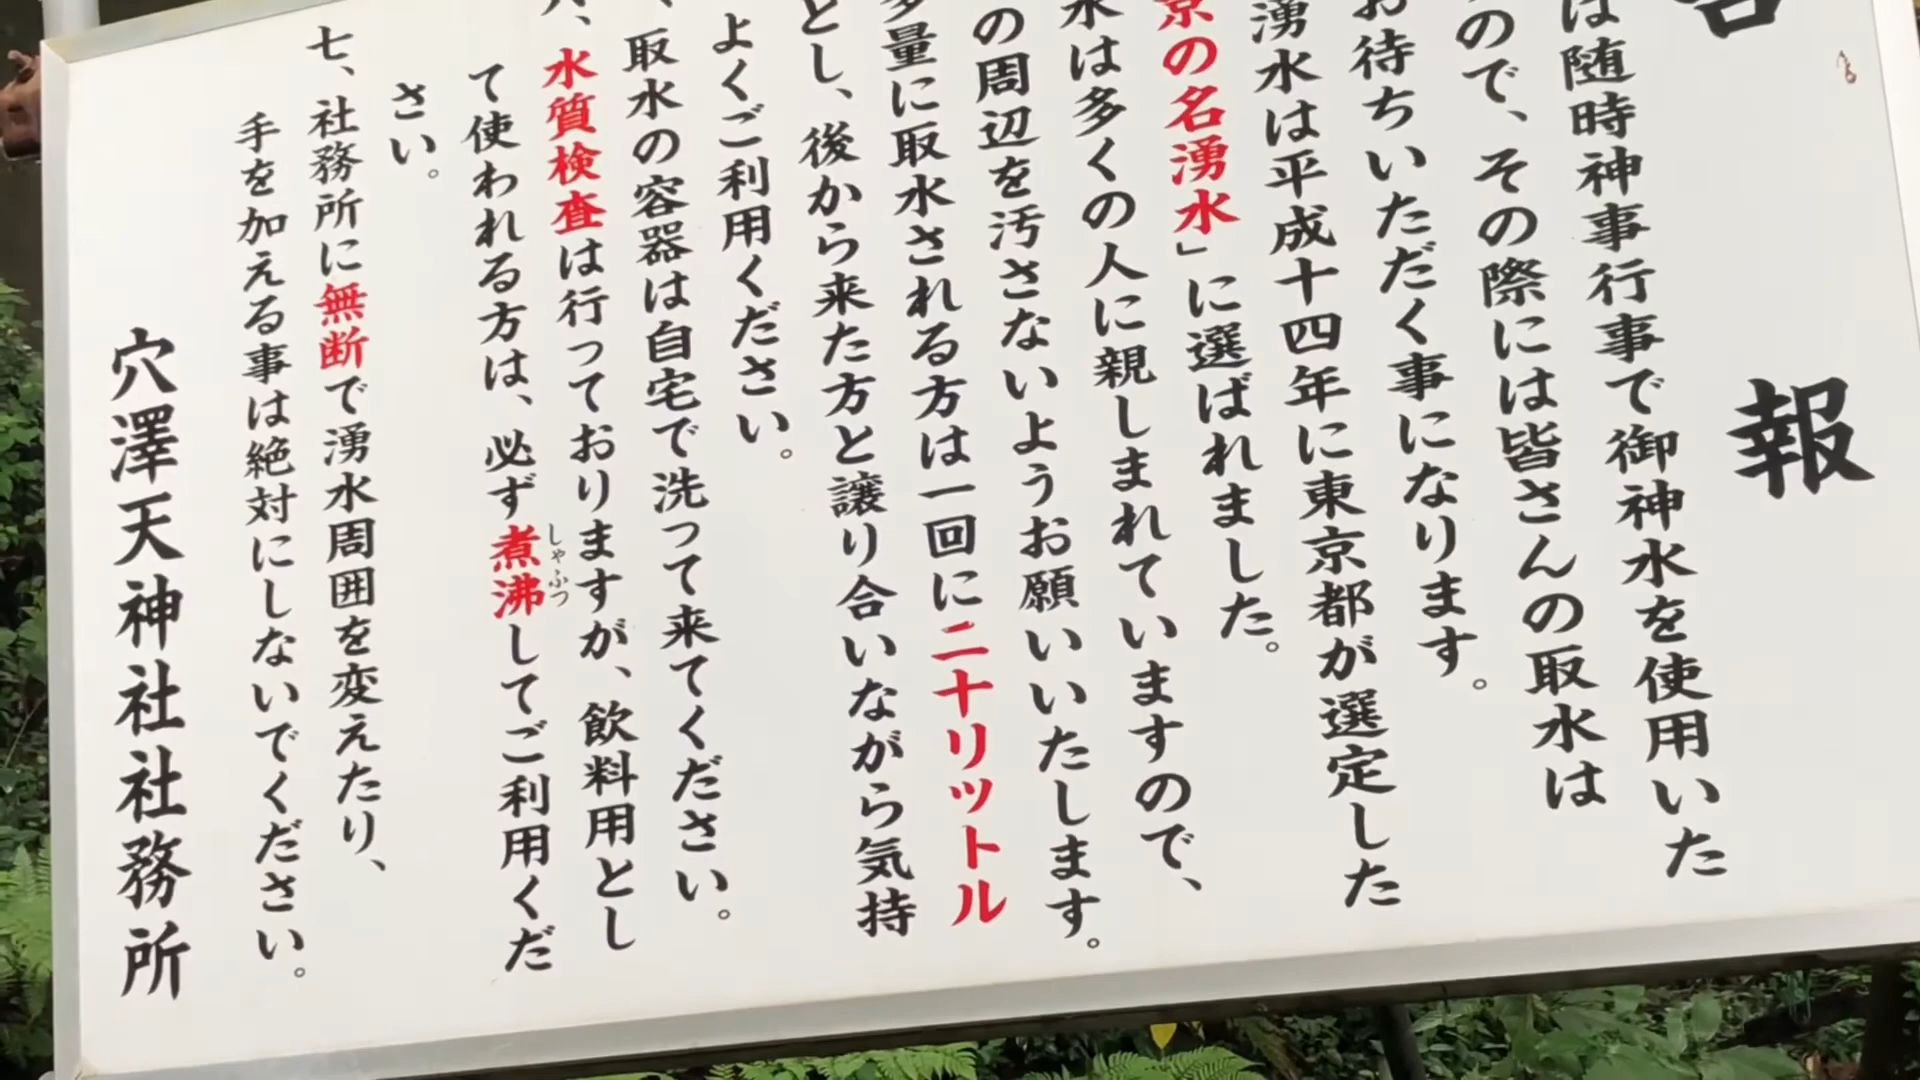 報
は随時神事行事で御神水を使用いた
ので、その際には皆さんの取水は
お待ちいただく事になります。
湧水は平成十四年に東京都が選定した
京の名湧水」に選ばれました。
水は多くの人に親しまれていますので、
の周辺を汚さないようお願いいたします。
多量に取水される方は一回に二十リットル
とし、後から来た方と譲り合いながら気持
よくご利用ください。
、取水の容器は自宅で洗って来てください。
、水質検査は行っておりますが、飲料用とし
て使われる方は、必ず煮沸してご利用くだ
しゃふつ
さい。
七、社務所に無断で湧水周囲を変えたり、
手を加える事は絶対にしないでください。
穴澤天神社社務所